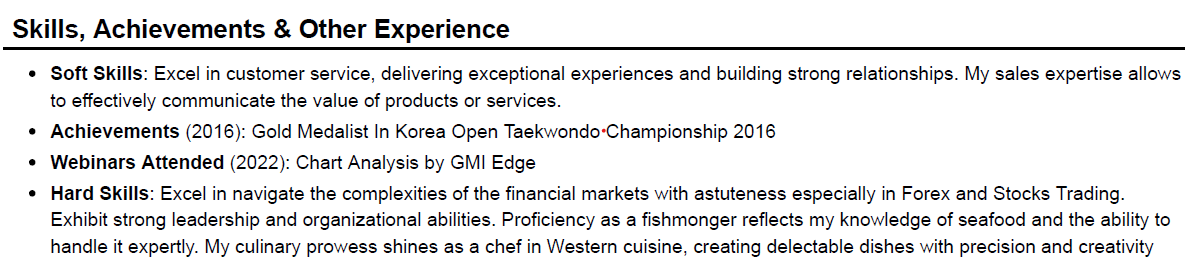 Skills, Achievements & Other Experience
• Soft Skills: Excel in customer service, delivering exceptional experiences and building strong relationships. My sales expertise allows
to effectively communicate the value of products or services.
• Achievements (2016): Gold Medalist In Korea Open Taekwondo•Championship 2016
• Webinars Attended (2022): Chart Analysis by GMI Edge
• Hard Skills: Excel in navigate the complexities of the financial markets with astuteness especially in Forex and Stocks Trading.
Exhibit strong leadership and organizational abilities. Proficiency as a fishmonger reflects my knowledge of seafood and the ability to
handle it expertly. My culinary prowess shines as a chef in Western cuisine, creating delectable dishes with precision and creativity